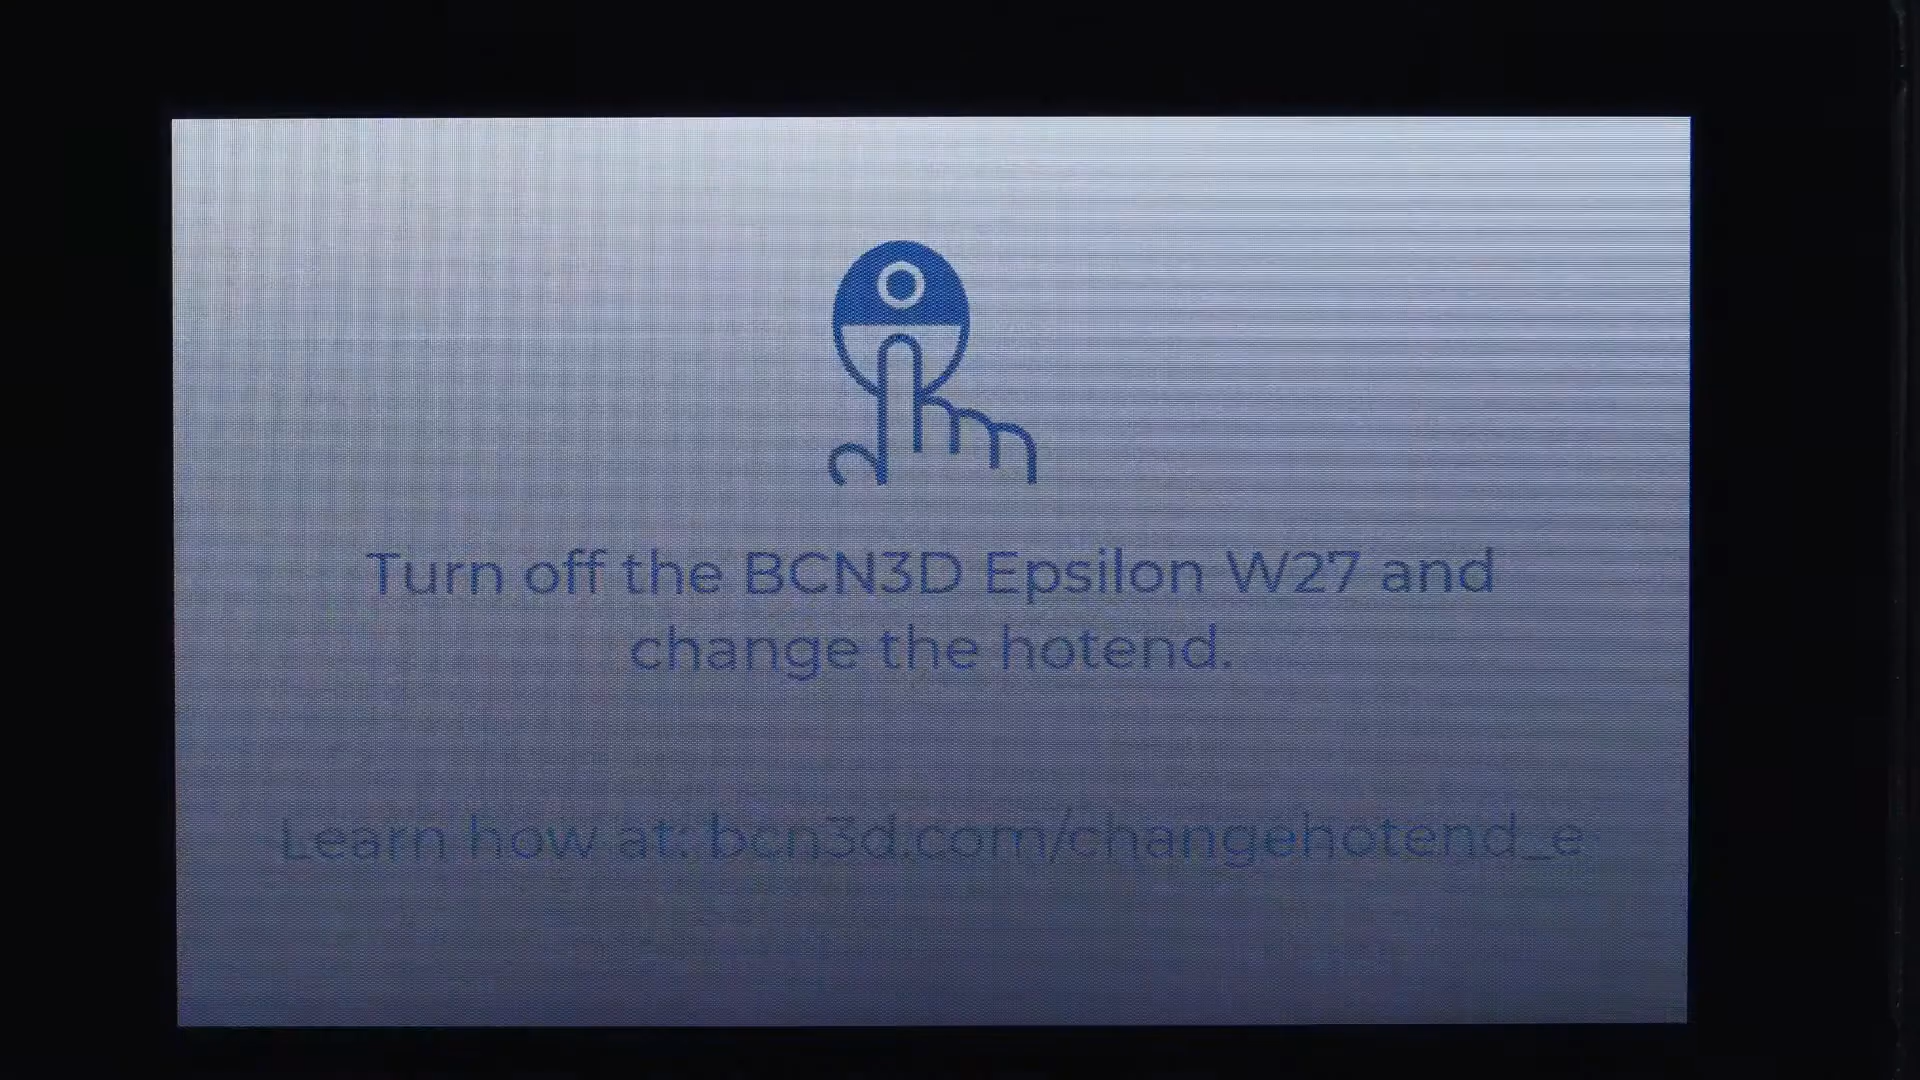 Turn off the BCN3D Epsilon W27 and
change the hotend.
Learn how at: bcn3d.com/changehotend_e